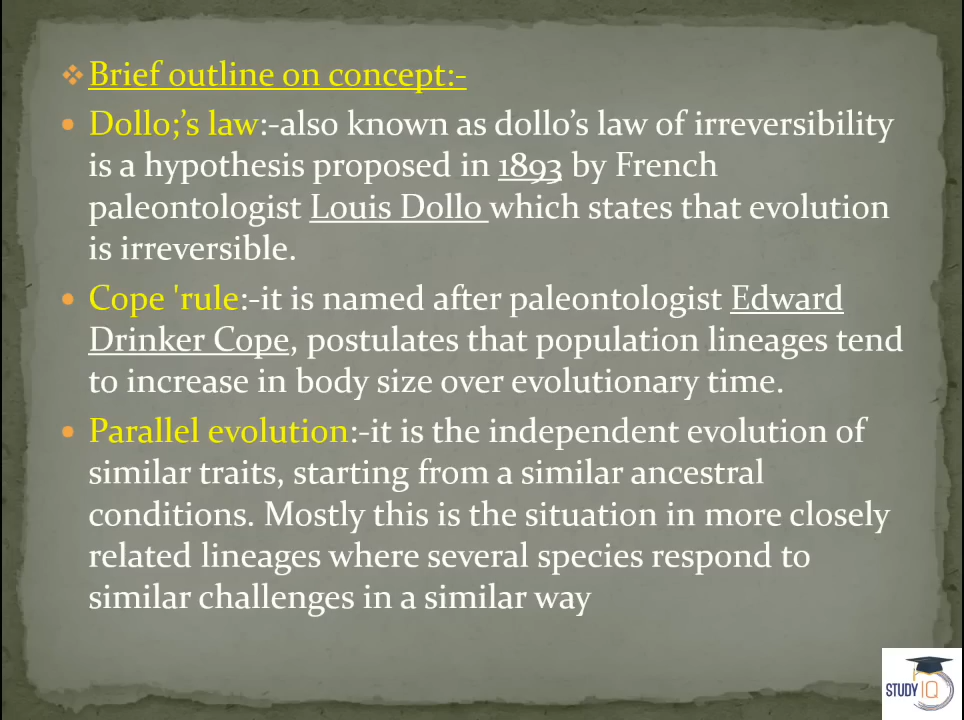 Brief outline on concept:-
Dollo;’s law:-also known as dollo’s law of irreversibility
is a hypothesis proposed in 1893 by French
paleontologist Louis Dollo which states that evolution
is irreversible.
Cope 'rule:-it is named after paleontologist Edward
Drinker Cope, postulates that population lineages tend
to increase in body size over evolutionary time.
Parallel evolution:-it is the independent evolution of
similar traits, starting from a similar ancestral
conditions. Mostly this is the situation in more closely
related lineages where several species respond to
similar challenges in a similar way
STUDY IQ